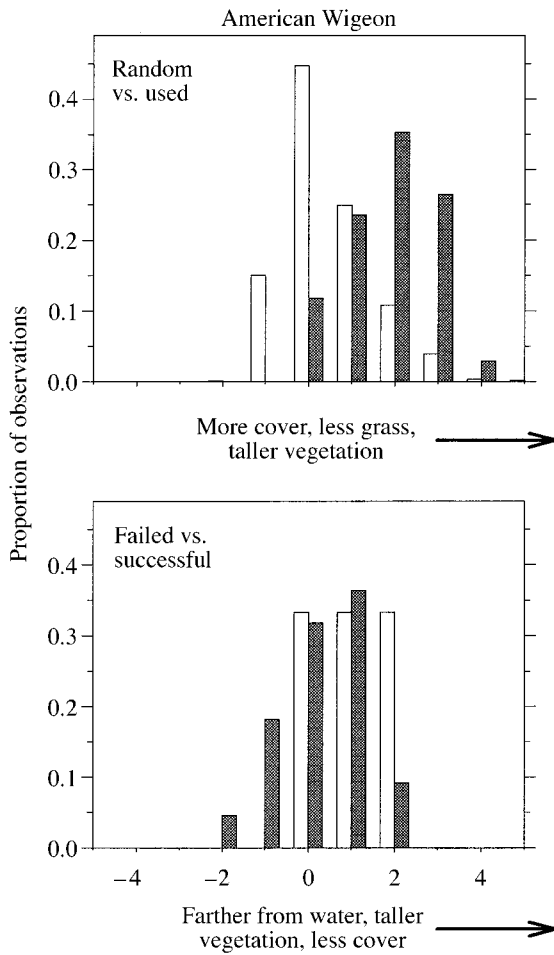 American Wigeon
Random
vs. used
0.4
0.3
0.2
0.1
0.0
More cover, less grass,
taller vegetation
Proportion of observations
Failed vs.
successful
0.4
0.3
0.2
0.1
0.0
−4
−2
0
2
4
Farther from water, taller
vegetation, less cover